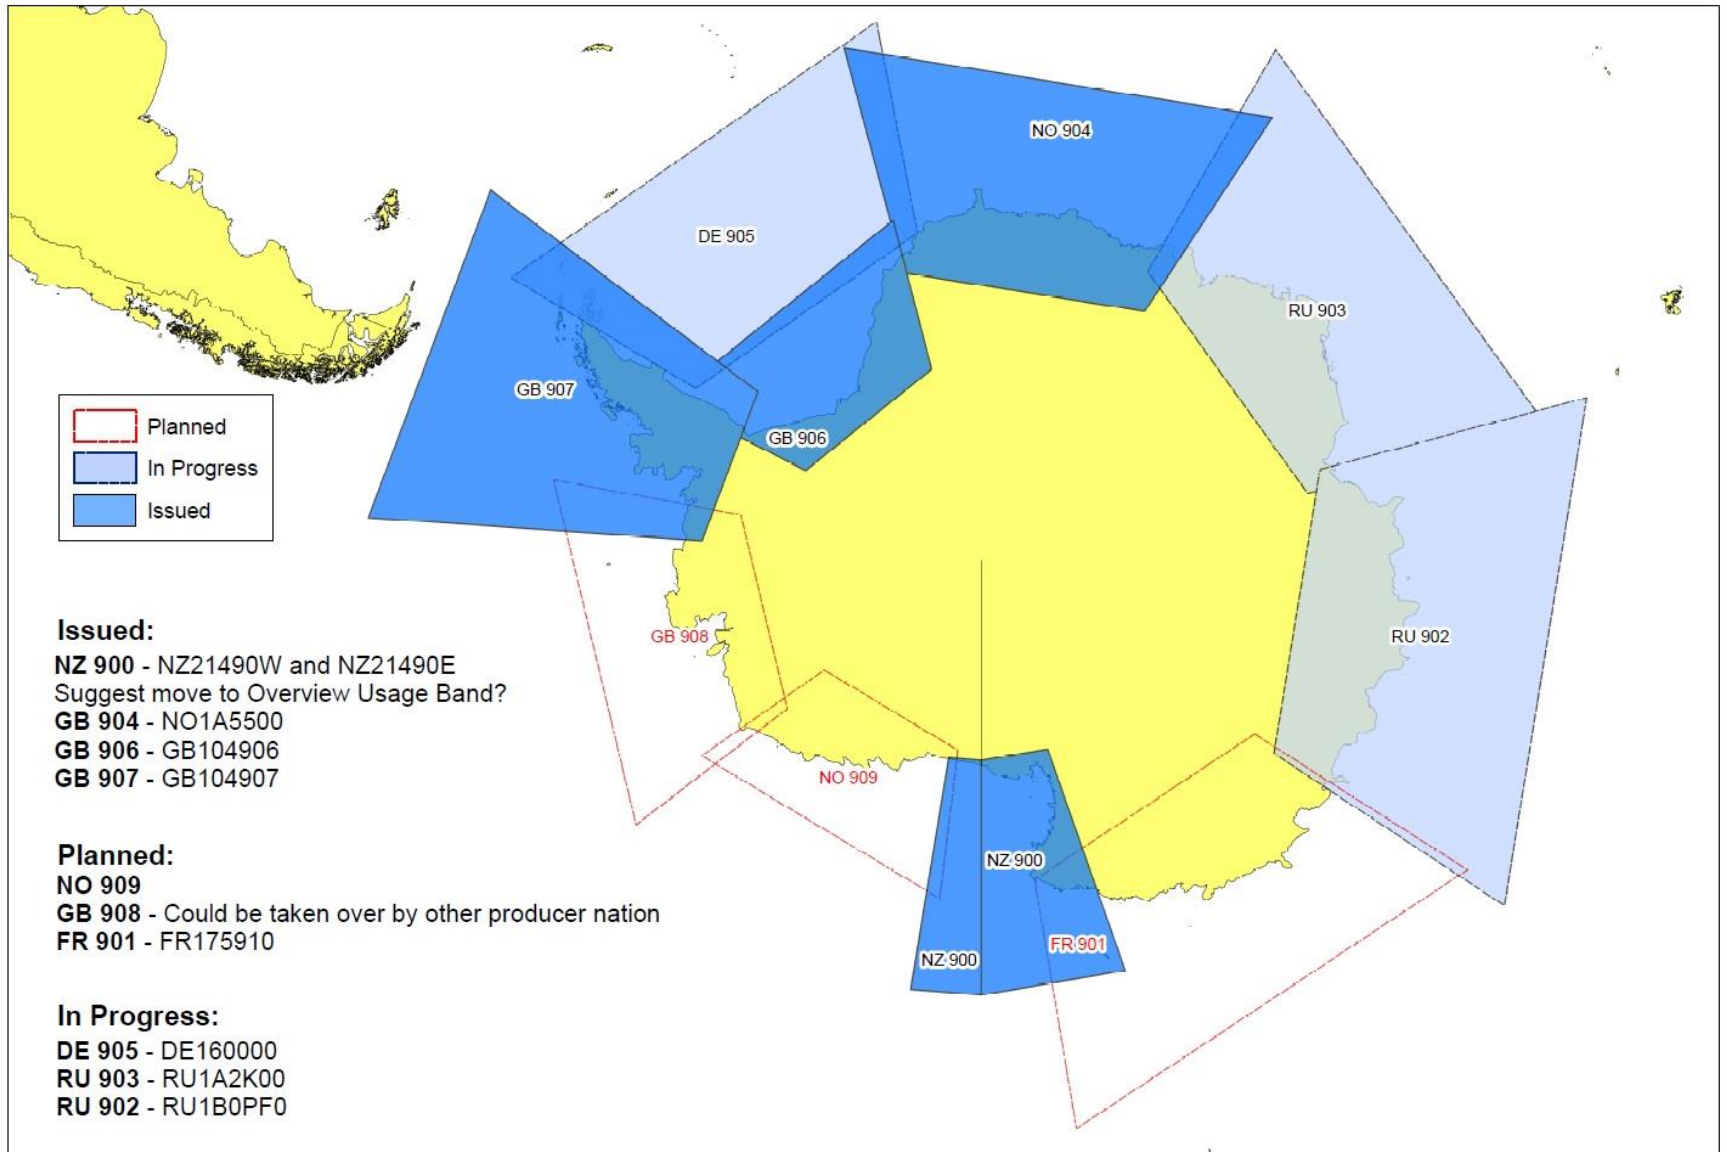 NO 904
DE 905
RU 903
GB 907
GB 906
Planned
In Progress
Issued
GB 908
RU 902
NO 909
NZ 900
FR 901
NZ 900
Issued:
NZ 900 - NZ21490W and NZ21490E
Suggest move to Overview Usage Band?
GB 904 - NO1A5500
GB 906 - GB104906
GB 907 - GB104907
Planned:
NO 909
GB 908 - Could be taken over by other producer nation
FR 901 - FR175910
In Progress:
DE 905 - DE160000
RU 903 - RU1A2K00
RU 902 - RU1B0PF0